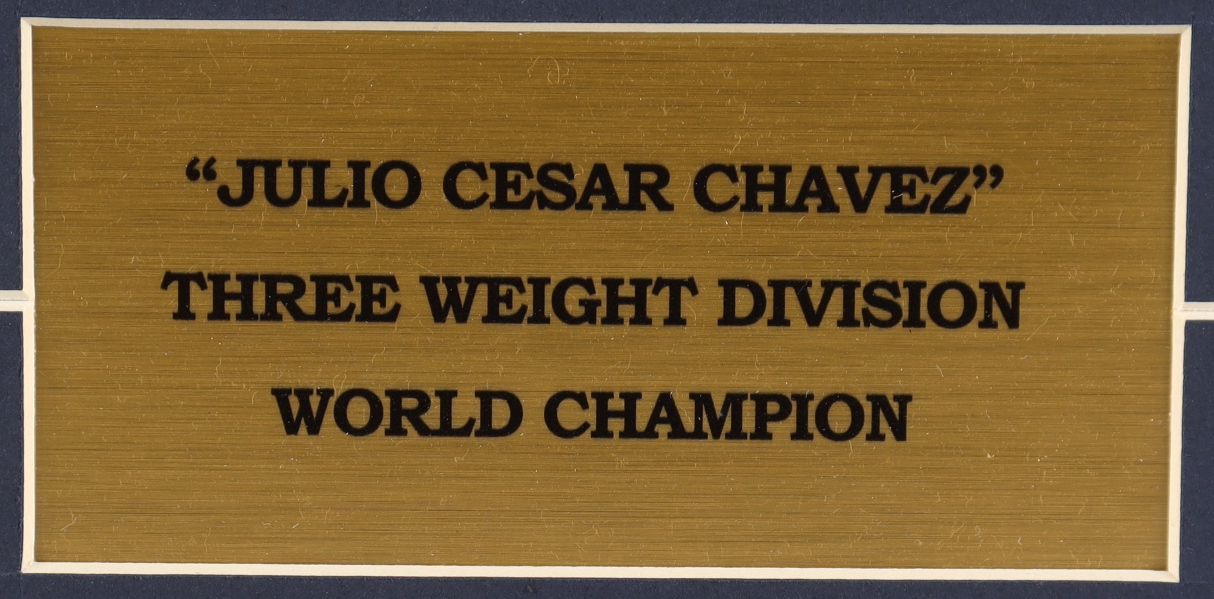 “JULIO CESAR CHAVEZ”
THREE WEIGHT DIVISION
WORLD CHAMPION